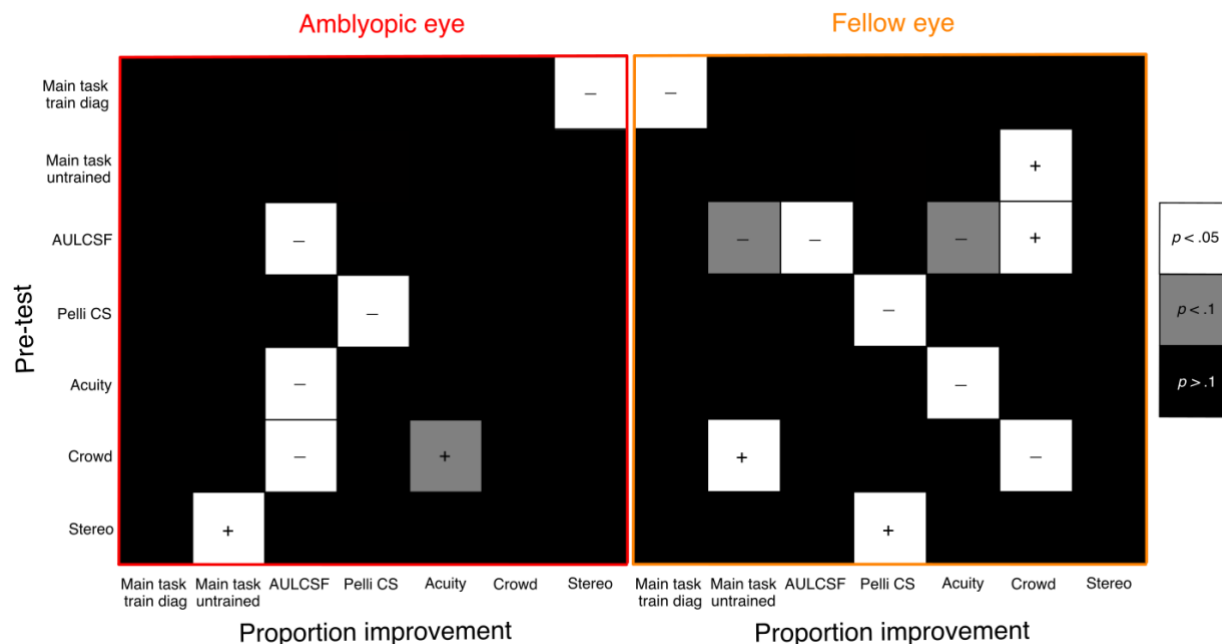 Amblyopic eye
Fellow eye
Main task
train diag
–
–
Main task
untrained
+
AULCSF
–
–
–
–
+
p < .05
Pelli CS
–
–
p < .1
Acuity
–
–
p > .1
Crowd
–
+
+
–
Stereo
+
+
Pre-test
Main task
train diag
Main task
untrained
AULCSF
Pelli CS
Acuity
Crowd
Stereo
Main task
train diag
Main task
untrained
AULCSF
Pelli CS
Acuity
Crowd
Stereo
Proportion improvement
Proportion improvement